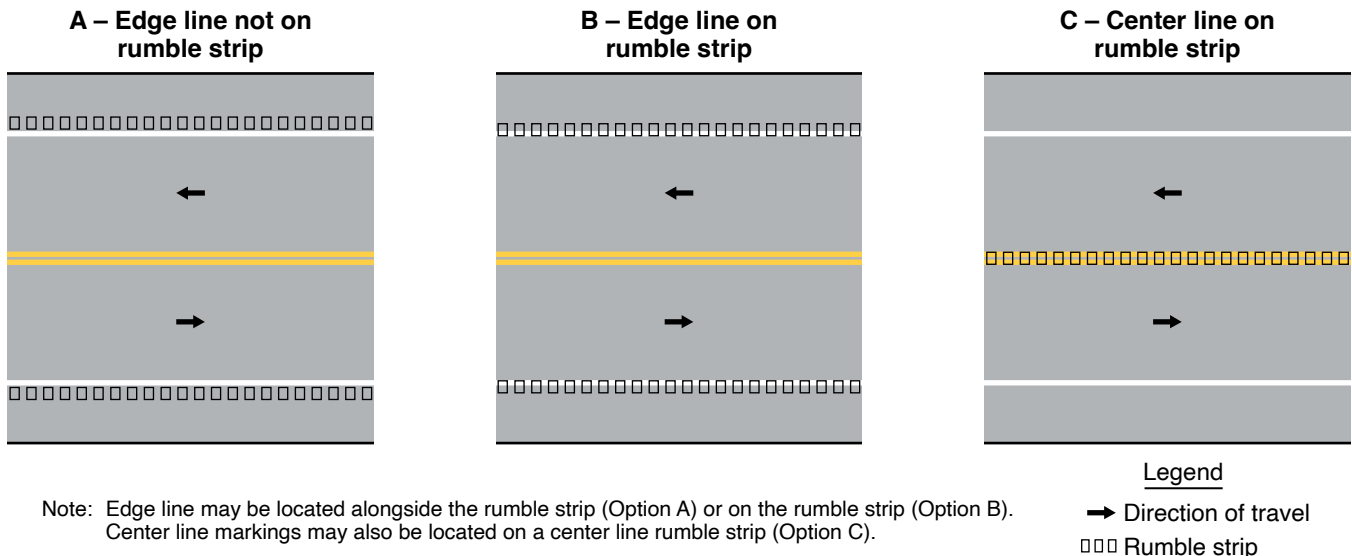 A – Edge line not on
rumble strip
B – Edge line on
rumble strip
C – Center line on
rumble strip
Note: Edge line may be located alongside the rumble strip (Option A) or on the rumble strip (Option B).
Center line markings may also be located on a center line rumble strip (Option C).
Legend
Direction of travel
Rumble strip